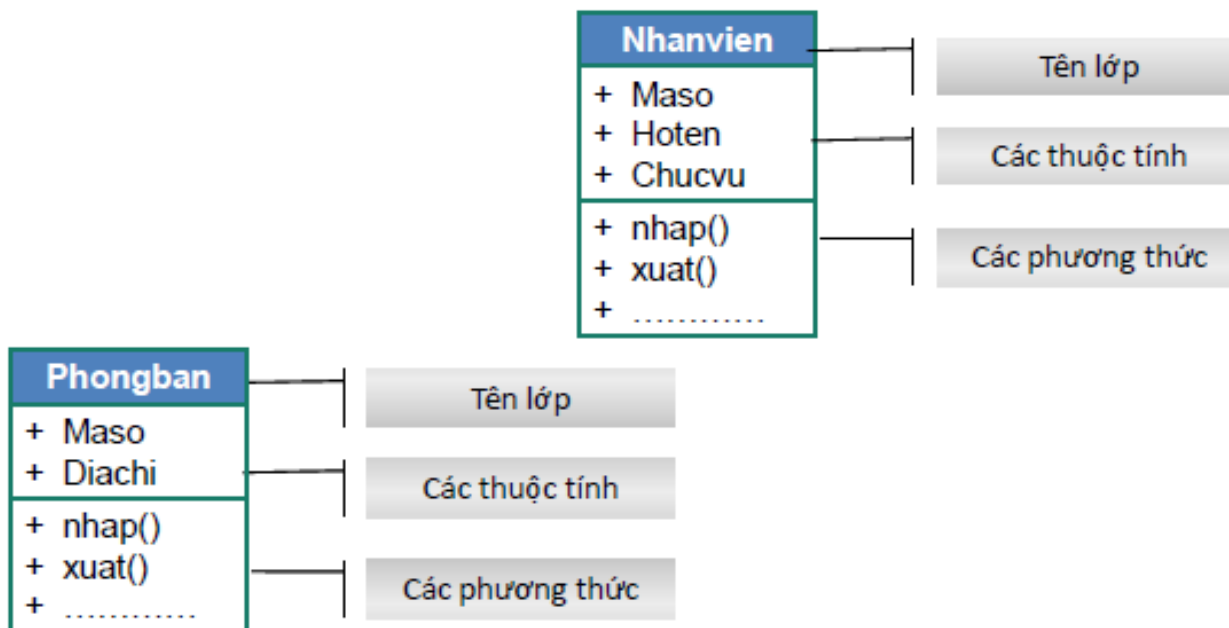 Nhanvien
+ Maso
+ Hoten
+ Chucvu
+ nhap()
+ xuat()
+ ............
Tên lớp
Các thuộc tính
Các phương thức
Phongban
+ Maso
+ Diachi
+ nhap()
+ xuat()
+ ............
Tên lớp
Các thuộc tính
Các phương thức